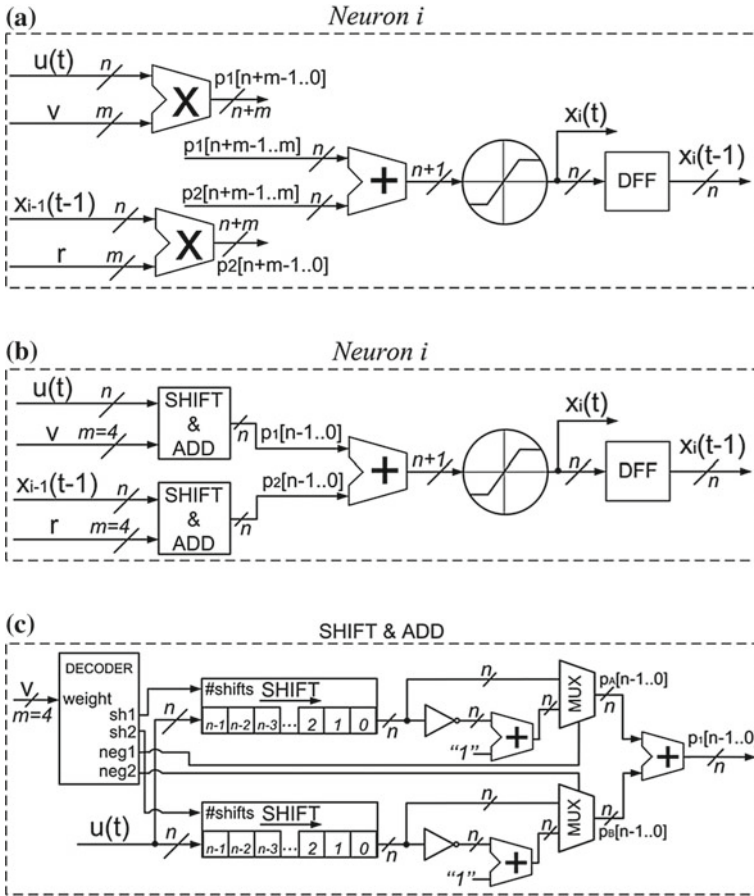 (a)
Neuron i
u(t)
n
v
m
X
p1[n+m-1..0]
n+m
p1[n+m-1..m]
n
p2[n+m-1..m]
n
+
n+1
xi(t)
n
DFF
xi(t-1)
n
xi-1(t-1)
n
r
m
X
n+m
p2[n+m-1..0]
(b)
Neuron i
u(t)
n
v
m=4
SHIFT
&
ADD
n
p1[n-1..0]
xi-1(t-1)
n
r
m=4
SHIFT
&
ADD
n
p2[n-1..0]
+
n+1
xi(t)
n
DFF
xi(t-1)
n
(c)
SHIFT & ADD
v
m=4
DECODER
weight
sh1
sh2
neg1
neg2
u(t)
n
n
#shifts SHIFT
n-1 n-2 n-3 ... 2 1 0
n
n
n
"1"
+
n
MUX
pA[n-1..0]
n
#shifts SHIFT
n-1 n-2 n-3 ... 2 1 0
n
n
n
"1"
+
n
MUX
n
pB[n-1..0]
+
p1[n-1..0]
n